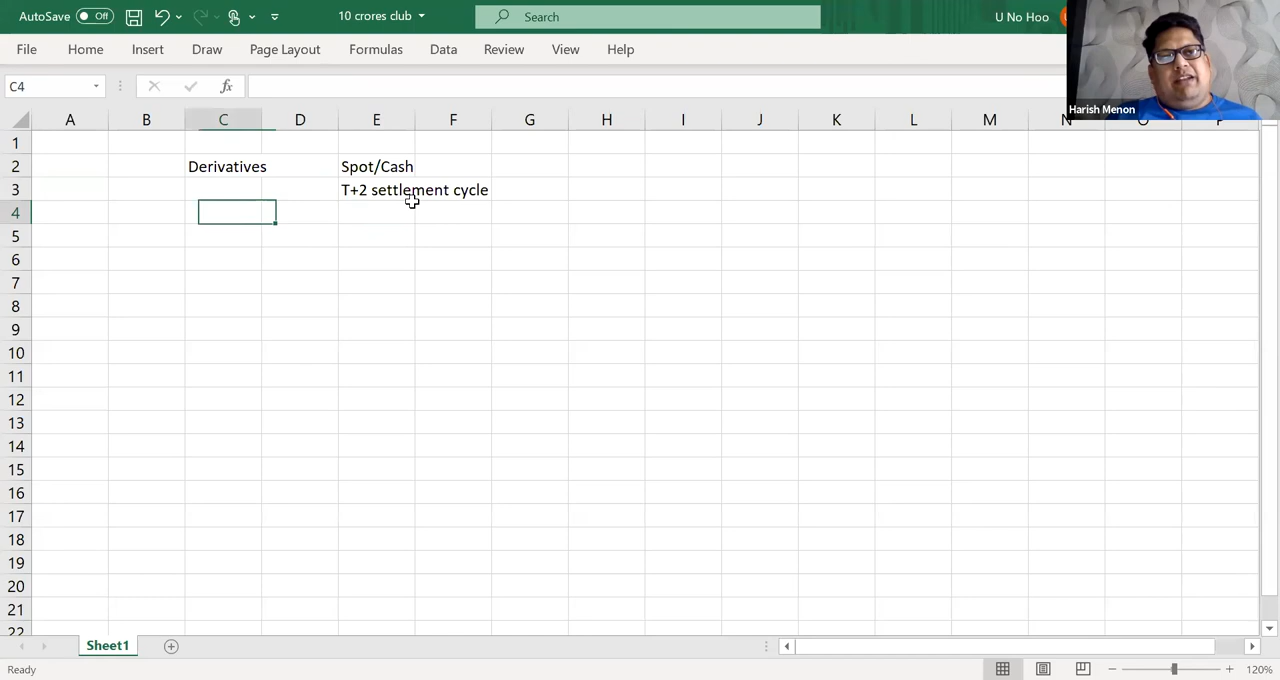 AutoSave Off 10 crores club Search U No Hoo
File Home Insert Draw Page Layout Formulas Data Review View Help
Harish Menon
C4 fx
A B C D E F G H I J K L M N O P
1
2 Derivatives Spot/Cash
3 T+2 settlement cycle
4
5
6
7
8
9
10
11
12
13
14
15
16
17
18
19
20
21
22
Sheet1
Ready 120%